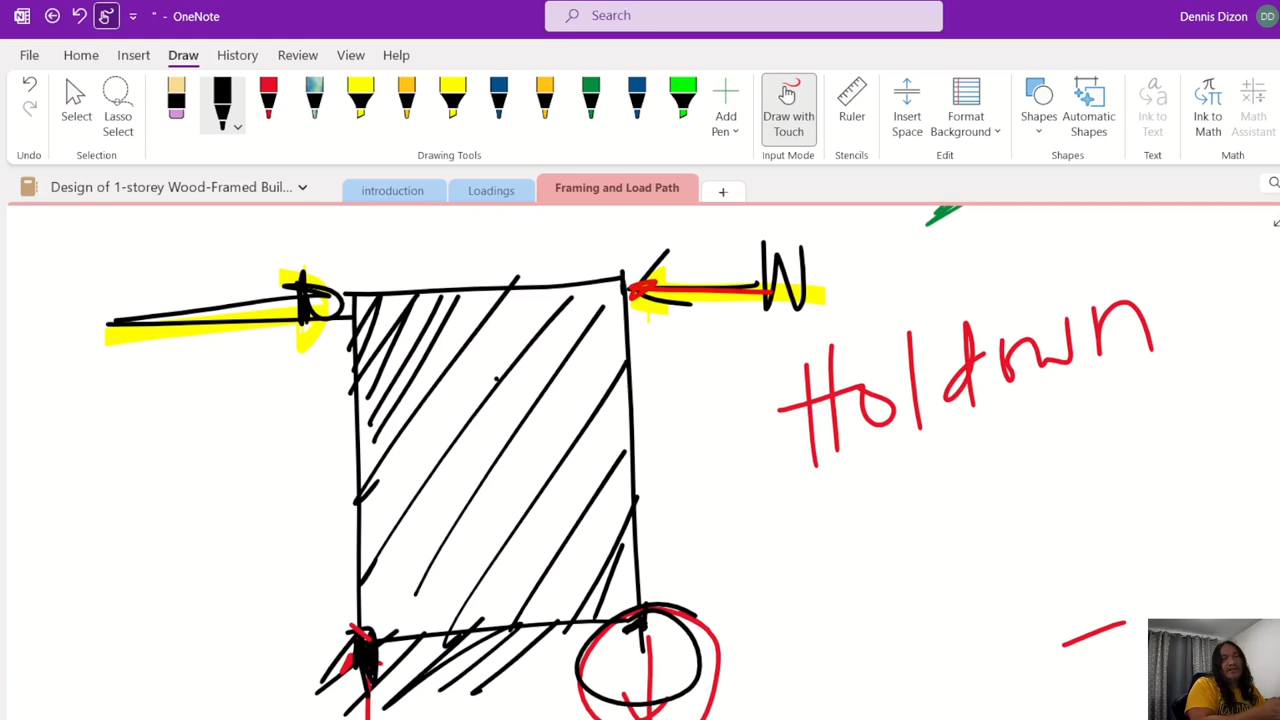 " - OneNote
Search
Dennis Dizon
DD
File
Home
Insert
Draw
History
Review
View
Help
Select
Lasso Select
Add Pen
Draw with Touch
Ruler
Insert Space
Format Background
Shapes
Automatic Shapes
Ink to Text
Ink to Math
Math Assistant
Undo
Selection
Drawing Tools
Input Mode
Stencils
Edit
Shapes
Text
Math
Design of 1-storey Wood-Framed Buil...
introduction
Loadings
Framing and Load Path
W
Holdown